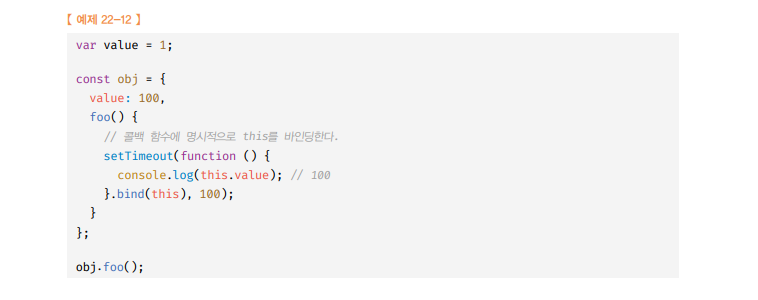 【 예제 22-12 】
var value = 1;
const obj = {
value: 100,
foo() {
// 콜백 함수에 명시적으로 this를 바인딩한다.
setTimeout(function () {
console.log(this.value); // 100
}.bind(this), 100);
}
};
obj.foo();